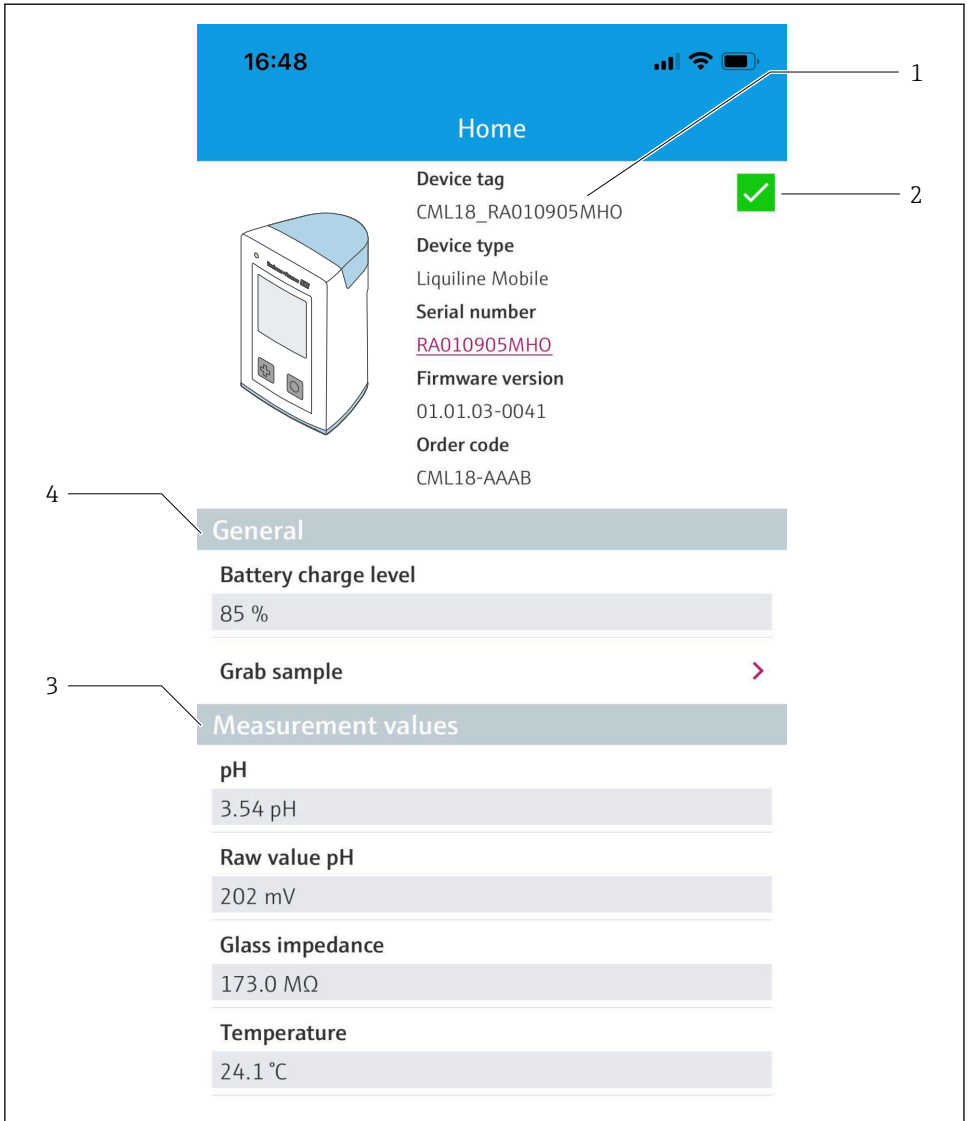 16:48
1
Home
Device tag
2
CML18_RA010905MHO
Device type
Liquiline Mobile
Serial number
RA010905MHO
Firmware version
01.01.03-0041
Order code
CML18-AAAB
4
General
Battery charge level
85 %
Grab sample
3
Measurement values
pH
3.54 pH
Raw value pH
202 mV
Glass impedance
173.0 MΩ
Temperature
24.1 °C